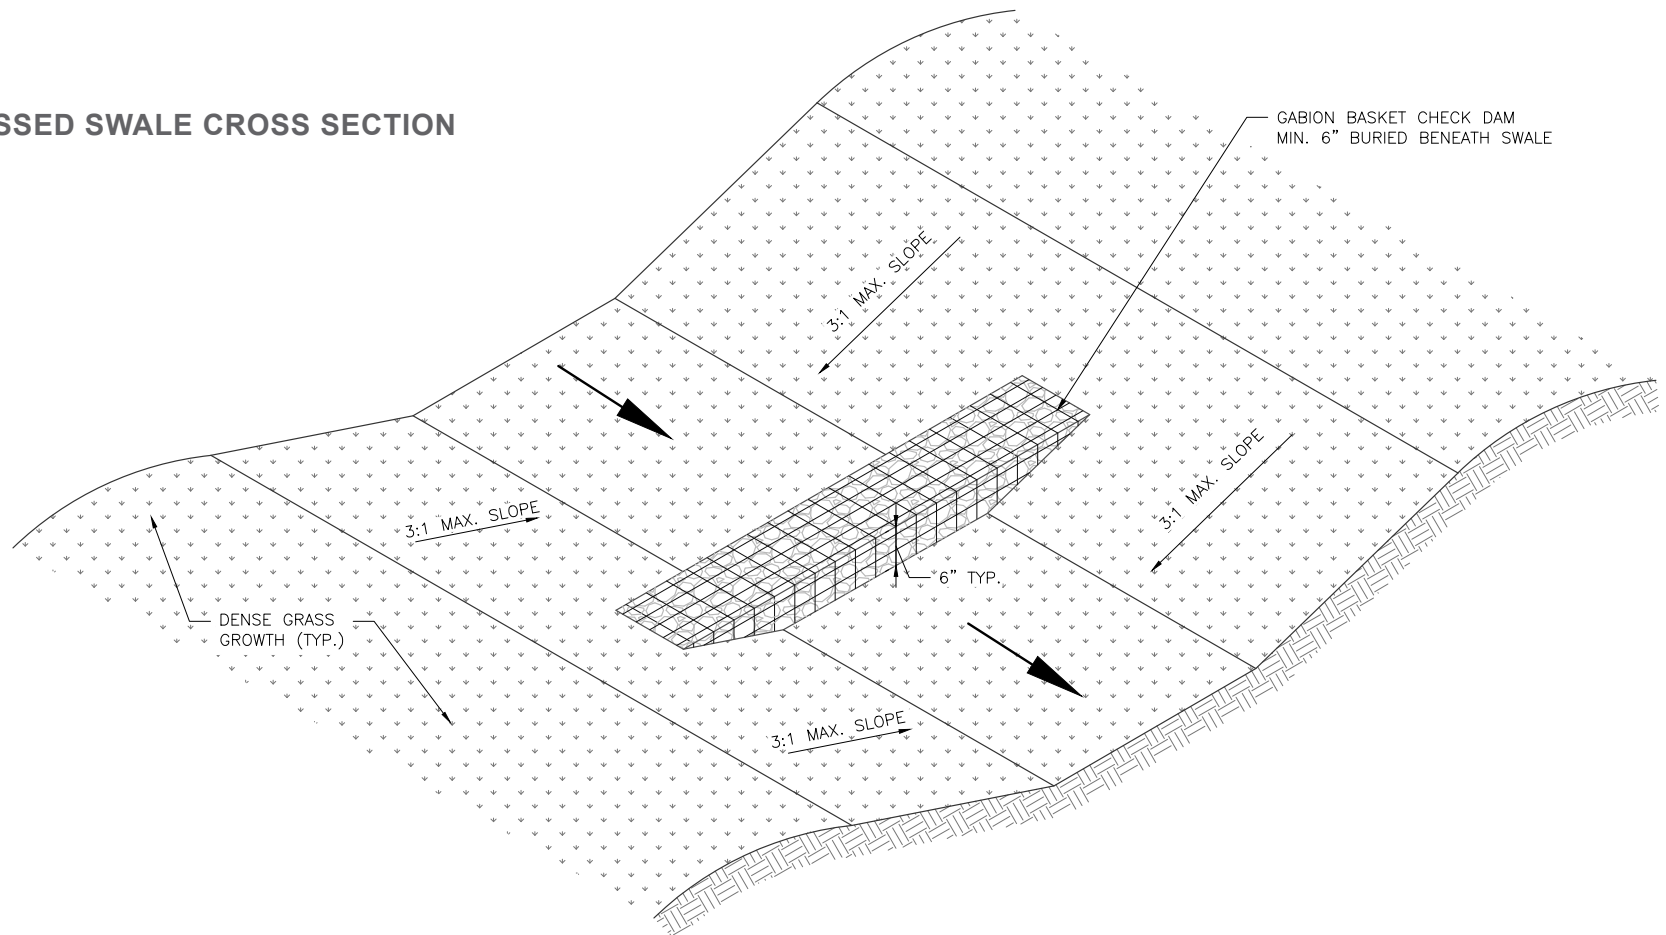 SSED SWALE CROSS SECTION
GABION BASKET CHECK DAM
MIN. 6” BURIED BENEATH SWALE
3:1 MAX. SLOPE
3:1 MAX. SLOPE
3:1 MAX. SLOPE
6” TYP.
DENSE GRASS
GROWTH (TYP.)
3:1 MAX. SLOPE